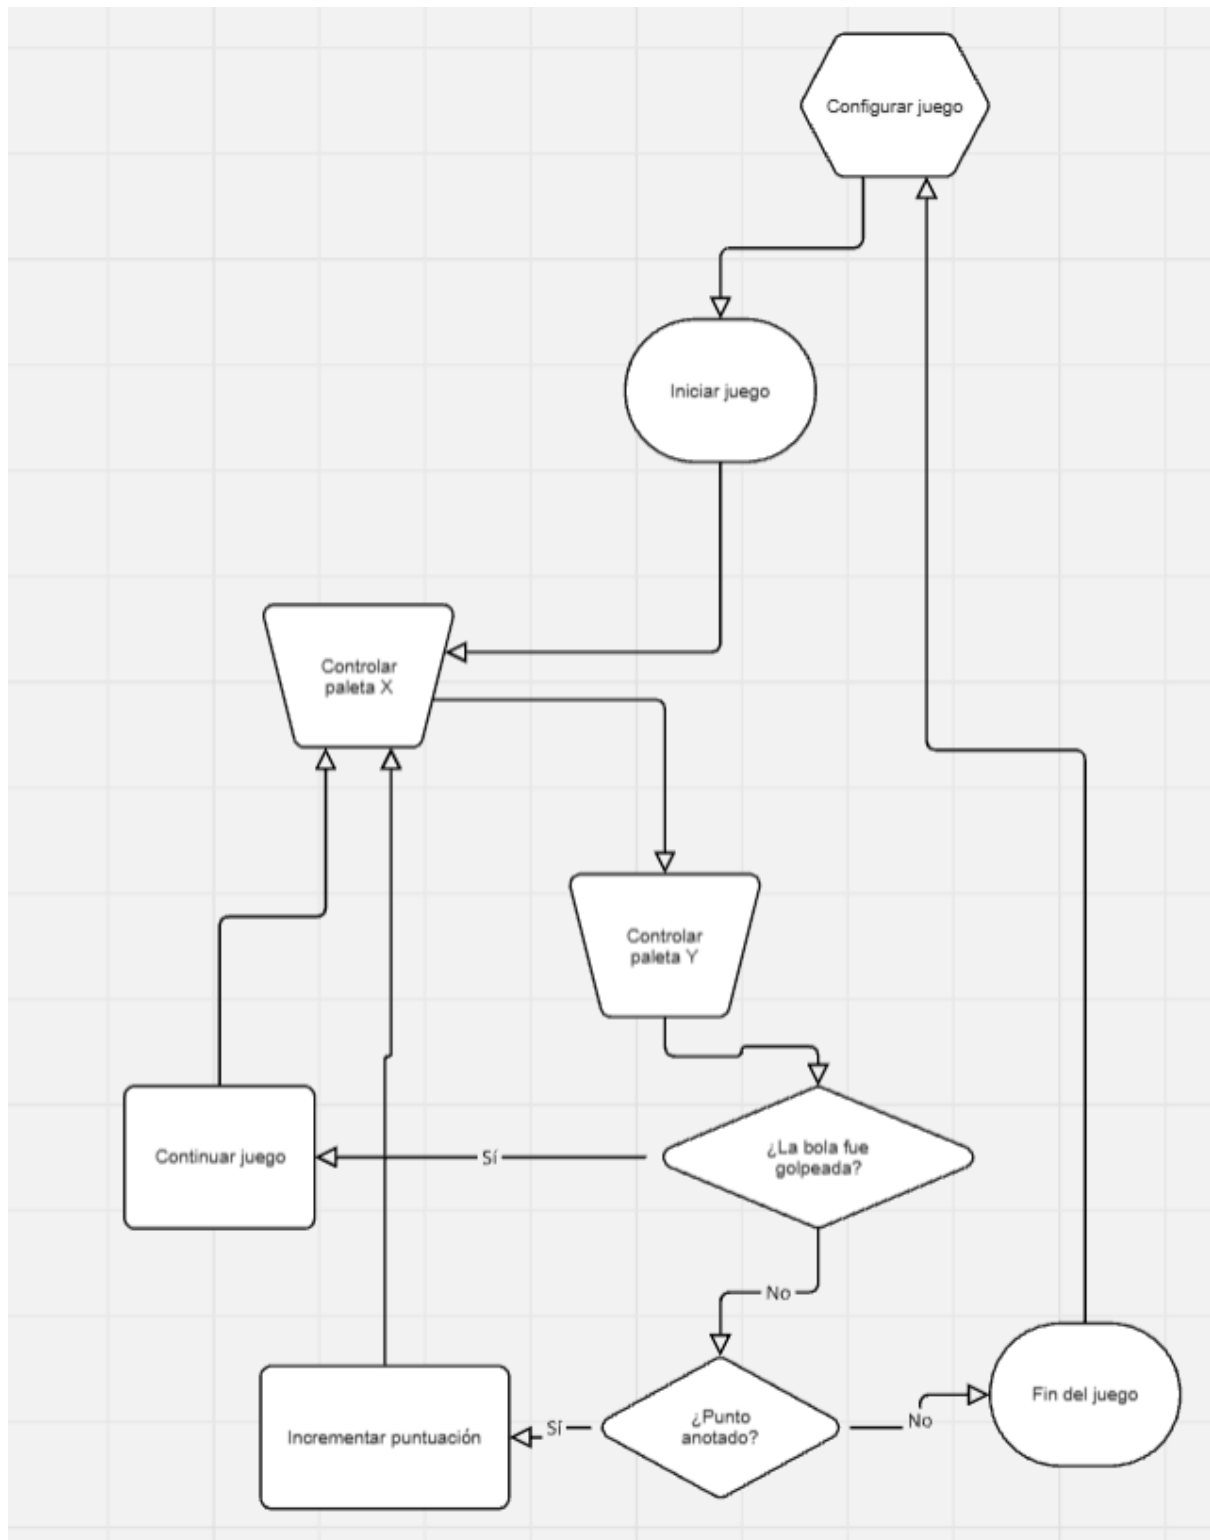 Configurar juego
Iniciar juego
Controlar
paleta X
Controlar
paleta Y
¿La bola fue
golpeada?
Sí
Continuar juego
No
¿Punto
anotado?
Sí
Incrementar puntuación
No
Fin del juego